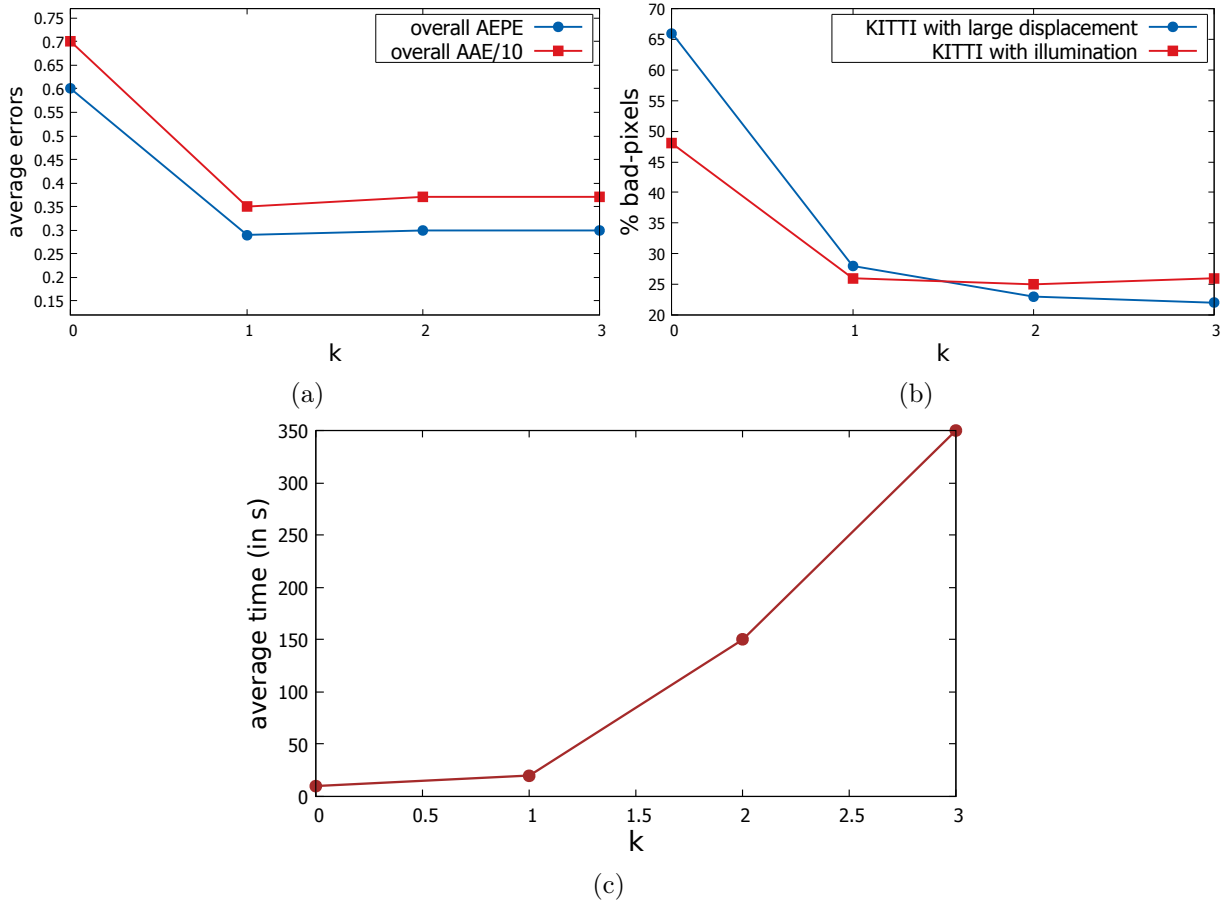 0.75
0.7
0.65
0.6
0.55
0.5
0.45
0.4
0.35
0.3
0.25
0.2
0.15
average errors
overall AEPE
overall AAE/10
0 1 2 3
k
(a)
70
65
60
55
50
45
40
35
30
25
20
% bad-pixels
KITTI with large displacement
KITTI with illumination
0 1 2 3
k
(b)
350
300
250
200
150
100
50
0
average time (in s)
0 0.5 1 1.5 2 2.5 3
k
(c)